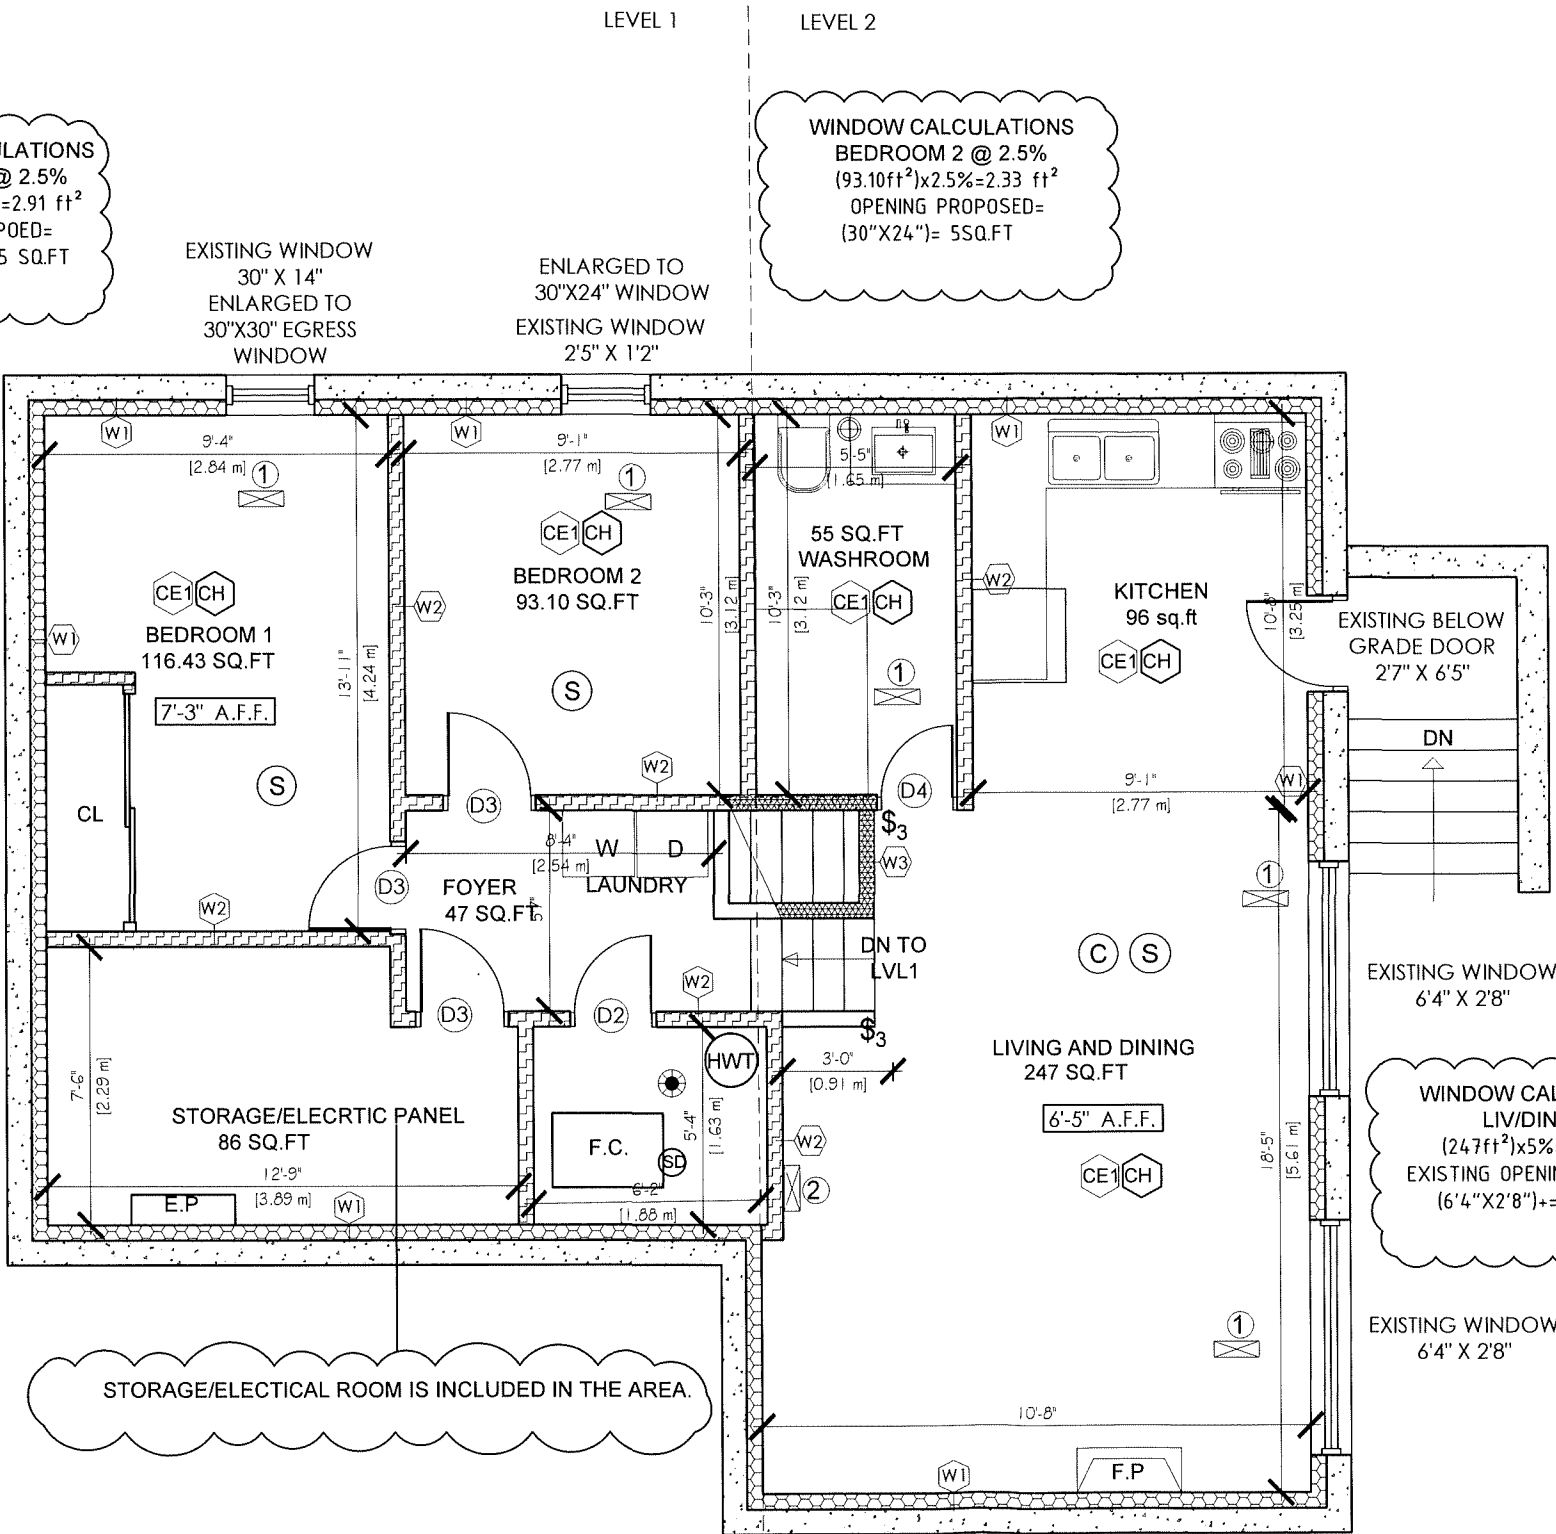 LEVEL 1
LEVEL 2
ULATIONS
@ 2.5%
=2.91 ft²
POED=
5 SQ.FT
WINDOW CALCULATIONS
BEDROOM 2 @ 2.5%
(93.10ft²)x2.5%=2.33 ft²
OPENING PROPOSED=
(30"X24")= 5SQ.FT
EXISTING WINDOW
30" X 14"
ENLARGED TO
30"X30" EGRESS
WINDOW
ENLARGED TO
30"X24" WINDOW
EXISTING WINDOW
2'5" X 1'2"
W1
W1
W1
9'-4"
[2.84 m]
1
9'-1"
[2.77 m]
1
5'-5"
[1.65 m]
CE1 CH
BEDROOM 2
93.10 SQ.FT
55 SQ.FT
WASHROOM
CE1 CH
10'-3"
[3.12 m]
10'-3"
[3.12 m]
W2
W2
KITCHEN
96 sq.ft
CE1 CH
10'-8"
[3.25 m]
EXISTING BELOW
GRADE DOOR
2'7" X 6'5"
CE1 CH
BEDROOM 1
116.43 SQ.FT
7'-3" A.F.F.
W1
13'-11"
[4.24 m]
S
S
1
DN
CL
D3
W2
D4
9'-1"
[2.77 m]
W1
$3
8'-4"
[2.54 m]
W
D
LAUNDRY
W3
D3
FOYER
47 SQ.FT
5'-7"
1
W2
DN TO
LVL1
C
S
EXISTING WINDOW
6'4" X 2'8"
W2
D3
D2
$3
HWT
3'-0"
[0.91 m]
LIVING AND DINING
247 SQ.FT
6'-5" A.F.F.
CE1 CH
18'-5"
[5.61 m]
7'-6"
[2.29 m]
STORAGE/ELECRTIC PANEL
86 SQ.FT
12'-9"
[3.89 m]
E.P
W1
F.C.
SD
5'-4"
[1.63 m]
6'-2"
[1.88 m]
W2
2
WINDOW CAL
LIV/DIN
(247ft²)x5%
EXISTING OPENI
(6'4"X2'8")+=
1
EXISTING WINDOW
6'4" X 2'8"
STORAGE/ELECTICAL ROOM IS INCLUDED IN THE AREA.
10'-8"
W1
F.P